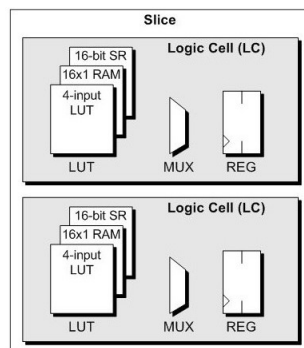 Slice
Logic Cell (LC)
16-bit SR
16x1 RAM
4-input
LUT
LUT
MUX
REG
Logic Cell (LC)
16-bit SR
16x1 RAM
4-input
LUT
LUT
MUX
REG